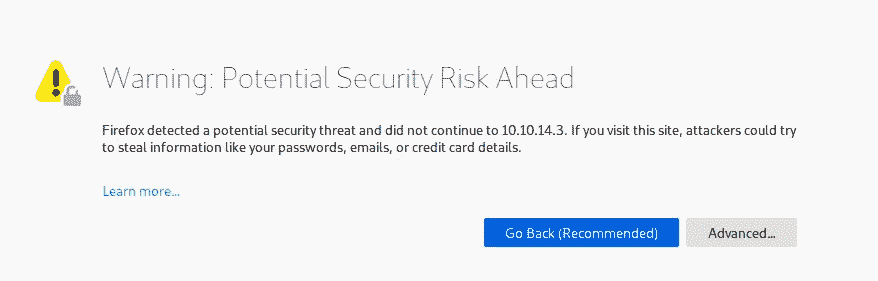 Warning: Potential Security Risk Ahead
Firefox detected a potential security threat and did not continue to 10.10.14.3. If you visit this site, attackers could try
to steal information like your passwords, emails, or credit card details.
Learn more...
Go Back (Recommended) Advanced...